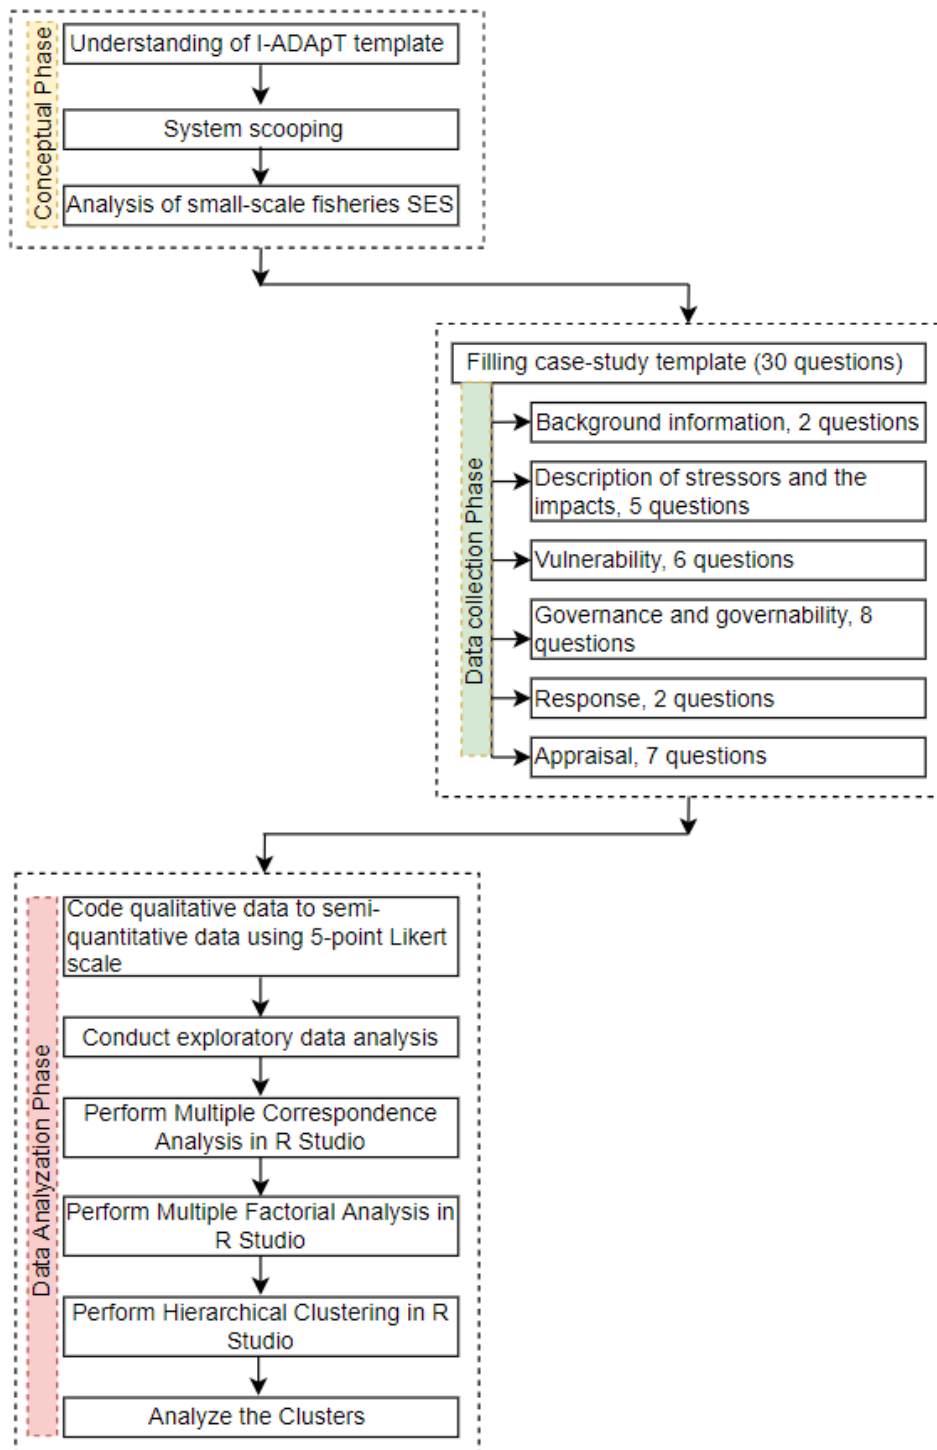 Conceptual Phase
Understanding of I-ADApT template
System scooping
Analysis of small-scale fisheries SES
Filling case-study template (30 questions)
Data collection Phase
Background information, 2 questions
Description of stressors and the
impacts, 5 questions
Vulnerability, 6 questions
Governance and governability, 8
questions
Response, 2 questions
Appraisal, 7 questions
Data Analyzation Phase
Code qualitative data to semi-
quantitative data using 5-point Likert
scale
Conduct exploratory data analysis
Perform Multiple Correspondence
Analysis in R Studio
Perform Multiple Factorial Analysis in
R Studio
Perform Hierarchical Clustering in R
Studio
Analyze the Clusters